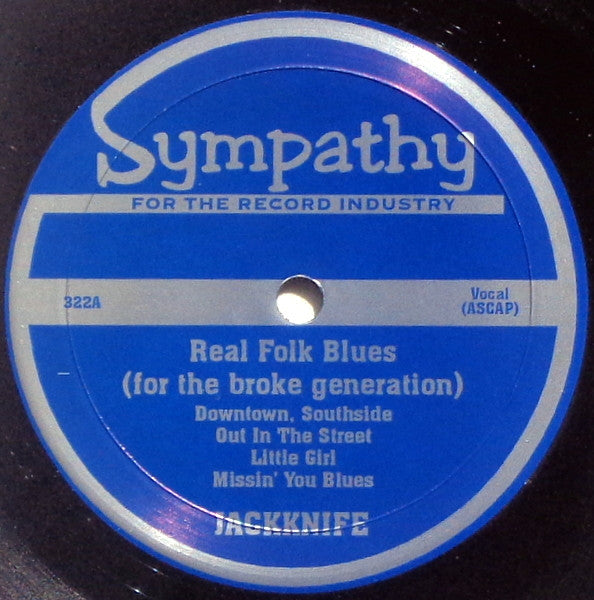 Sympathy
FOR THE RECORD INDUSTRY
322A
Vocal
(ASCAP)
Real Folk Blues
(for the broke generation)
Downtown, Southside
Out In The Street
Little Girl
Missin' You Blues
JACKKNIFE